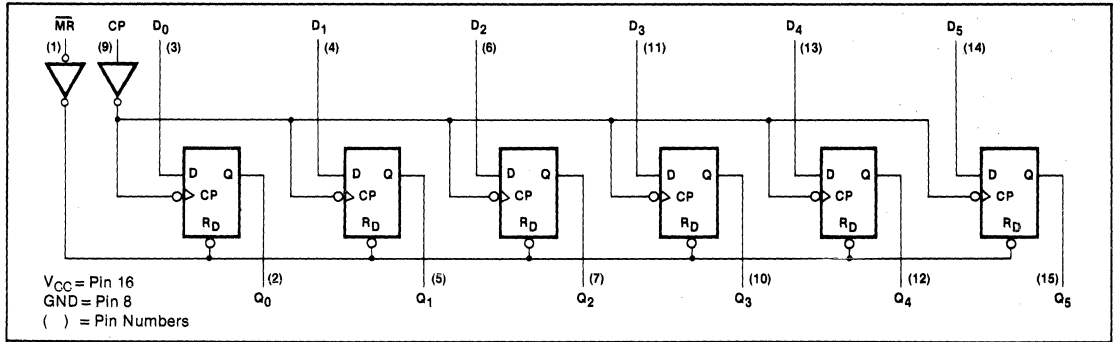 M̅R̅ CP D0 D1 D2 D3 D4 D5
(1) (9) (3) (4) (6) (11) (13) (14)
D Q D Q D Q D Q D Q D Q
CP CP CP CP CP CP
RD RD RD RD RD RD
(2) (5) (7) (10) (12) (15)
Q0 Q1 Q2 Q3 Q4 Q5
VCC = Pin 16
GND = Pin 8
( ) = Pin Numbers